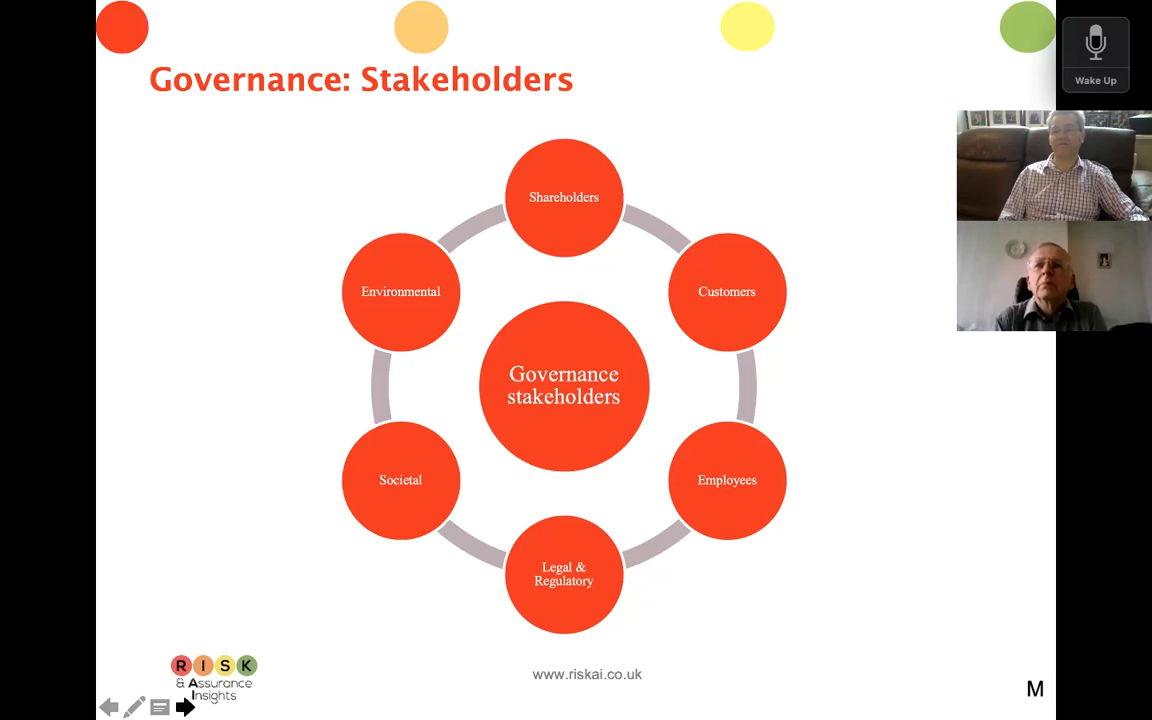 Wake Up
Governance: Stakeholders
Shareholders
Environmental
Customers
Governance
stakeholders
Societal
Employees
Legal &
Regulatory
RISK
& Assurance
Insights
www.riskai.co.uk
M